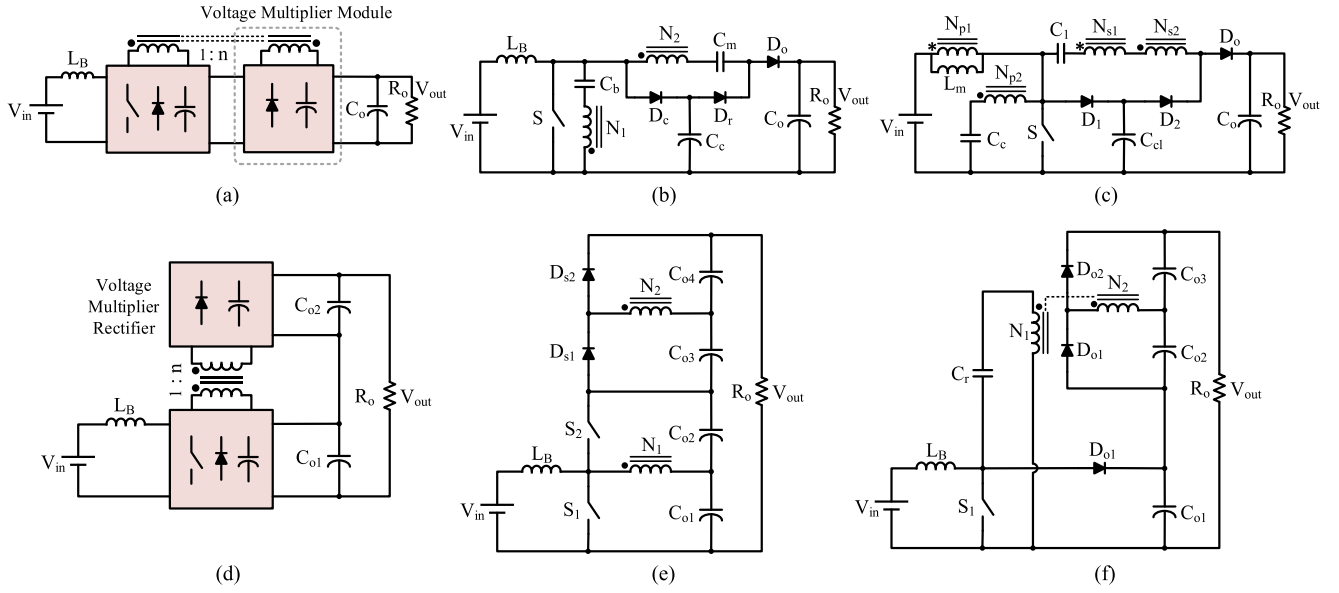 Voltage Multiplier Module
1 : n
L_B
V_in
C_o
R_o
V_out
(a)
L_B
V_in
S
C_b
N_1
N_2
C_m
D_c
D_r
C_c
D_o
C_o
R_o
V_out
(b)
N_p1
*
L_m
N_p2
V_in
C_c
S
C_1
*
N_s1
N_s2
D_1
D_2
C_cl
D_o
C_o
R_o
V_out
(c)
Voltage
Multiplier
Rectifier
1 : n
L_B
V_in
C_o2
C_o1
R_o
V_out
(d)
D_s2
N_2
C_o4
D_s1
C_o3
S_2
C_o2
L_B
N_1
V_in
S_1
C_o1
R_o
V_out
(e)
D_o2
N_2
C_o3
N_1
D_o1
C_o2
C_r
L_B
D_o1
V_in
S_1
C_o1
R_o
V_out
(f)